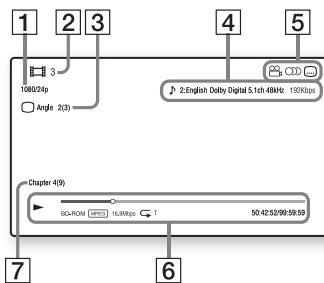 1 2 3 4 5
3
1080/24p
2:English Dolby Digital 5.1ch 48kHz 192Kbps
Angle 2(3)
Chapter 4(9)
BD-ROM MPEG 16.9Mbps T 50:42:52/99:59:59
7 6